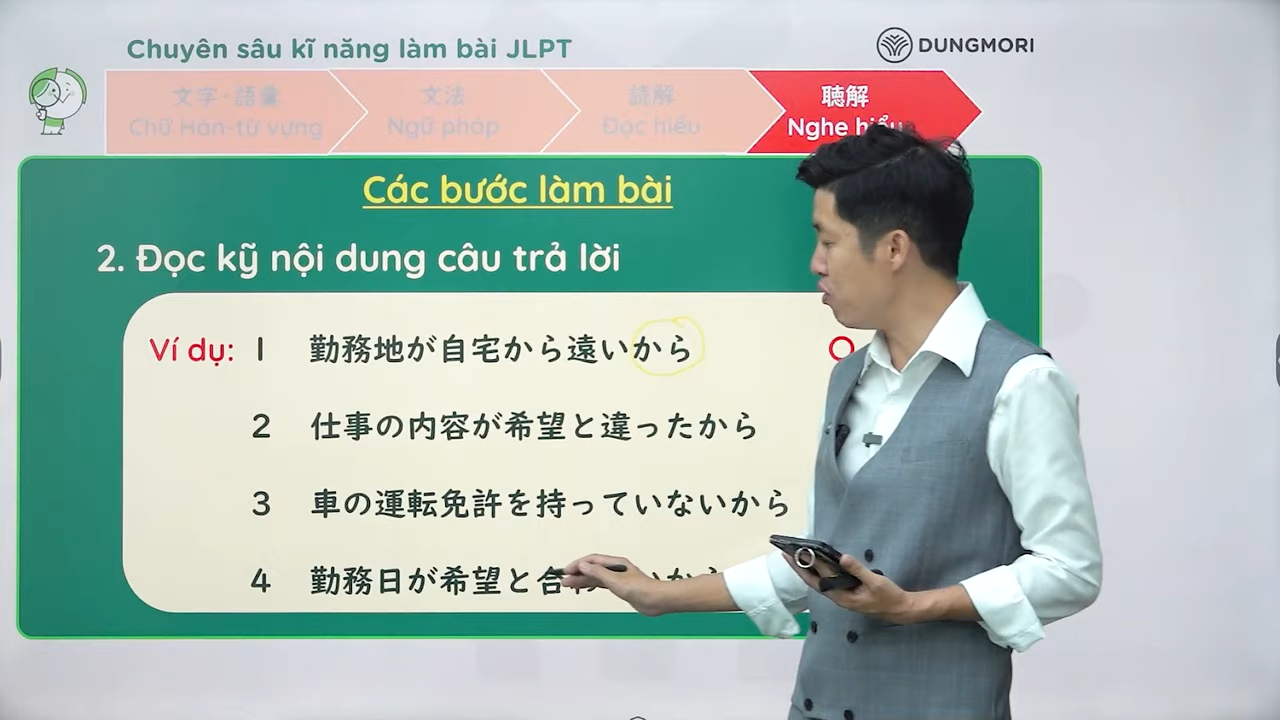 Chuyên sâu kĩ năng làm bài JLPT
DUNGMORI
文字・語彙
Chữ Hán-từ vựng
文法
Ngữ pháp
読解
Đọc hiểu
聴解
Nghe hiểu
Các bước làm bài
2. Đọc kỹ nội dung câu trả lời
Ví dụ: 1 勤務地が自宅から遠いから
2 仕事の内容が希望と違ったから
3 車の運転免許を持っていないから
4 勤務日が希望と合